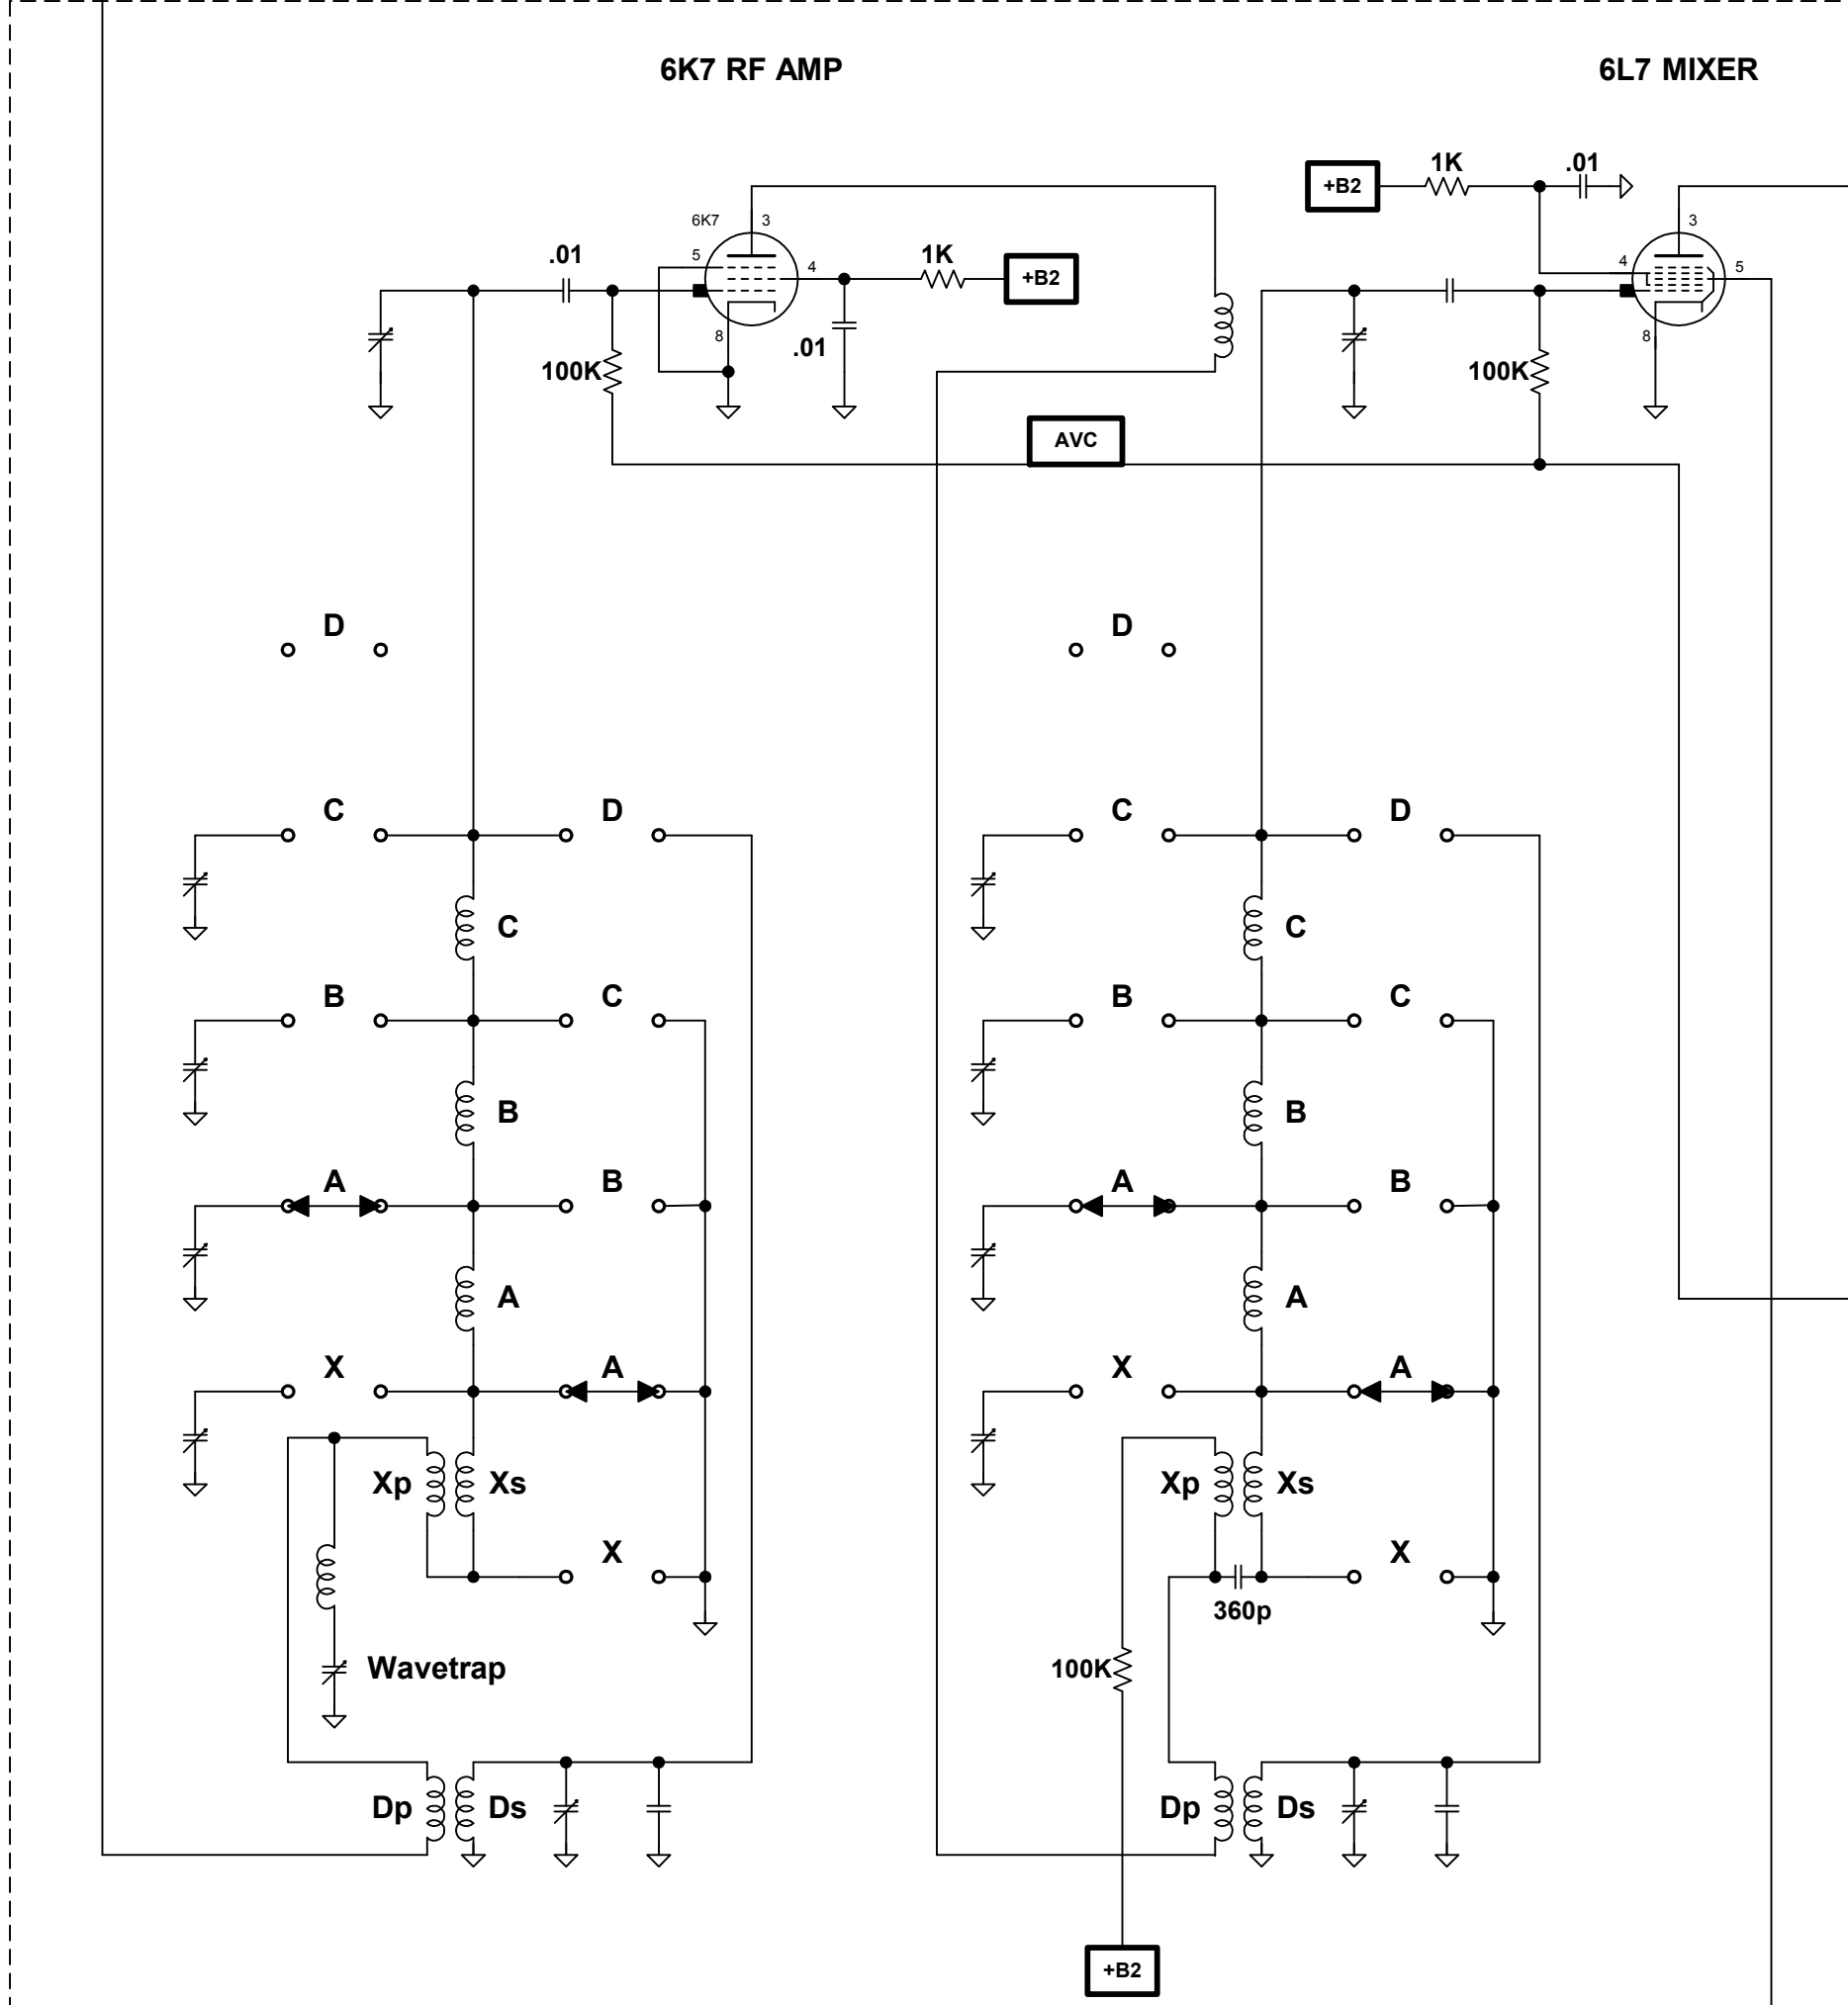 6K7 RF AMP 6L7 MIXER
+B2 1K .01
6K7 3 3
.01 5 4 1K +B2 4 5
8 .01 8
100K 100K
AVC
D D
C D C D
C C
B C B C
B B
A B A B
A A
X A X A
Xp Xs Xp Xs
X X
360p
Wavetrap 100K
Dp Ds Dp Ds
+B2